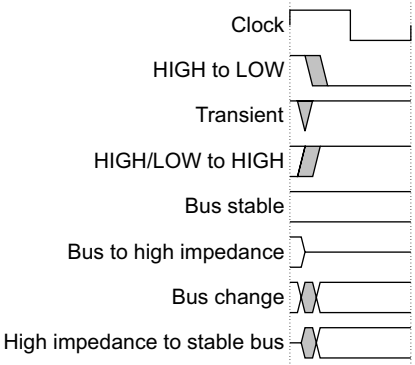 Clock
HIGH to LOW
Transient
HIGH/LOW to HIGH
Bus stable
Bus to high impedance
Bus change
High impedance to stable bus